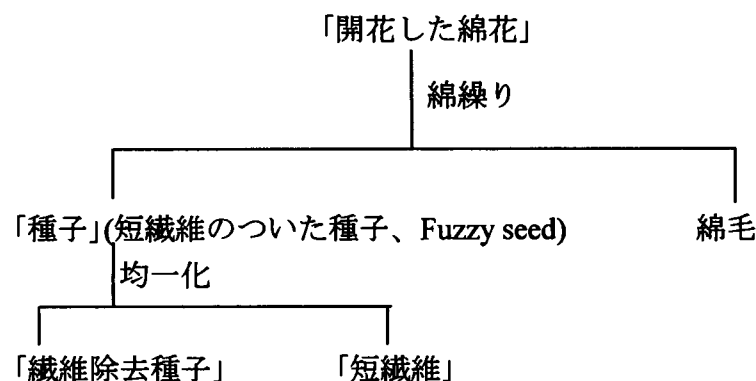 「開花した綿花」
綿繰り
「種子」(短繊維のついた種子、Fuzzy seed)
綿毛
均一化
「繊維除去種子」
「短繊維」